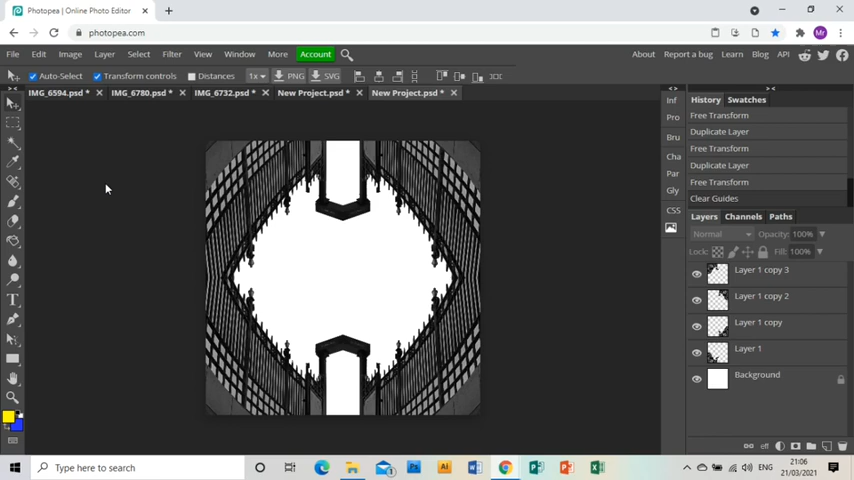 Photopea | Online Photo Editor
photopea.com
Mr
File Edit Image Layer Select Filter View Window More Account
About Report a bug Learn Blog API
Auto-Select Transform controls Distances 1x PNG SVG
IMG_6594.psd * IMG_6780.psd * IMG_6732.psd * New Project.psd * New Project.psd *
Inf
Pro
Bru
Cha
Par
Gly
CSS
History Swatches
Free Transform
Duplicate Layer
Free Transform
Duplicate Layer
Free Transform
Clear Guides
Layers Channels Paths
Normal Opacity: 100%
Lock: Fill: 100%
Layer 1 copy 3
Layer 1 copy 2
Layer 1 copy
Layer 1
Background
eff
Type here to search
ENG
21:06
21/03/2021